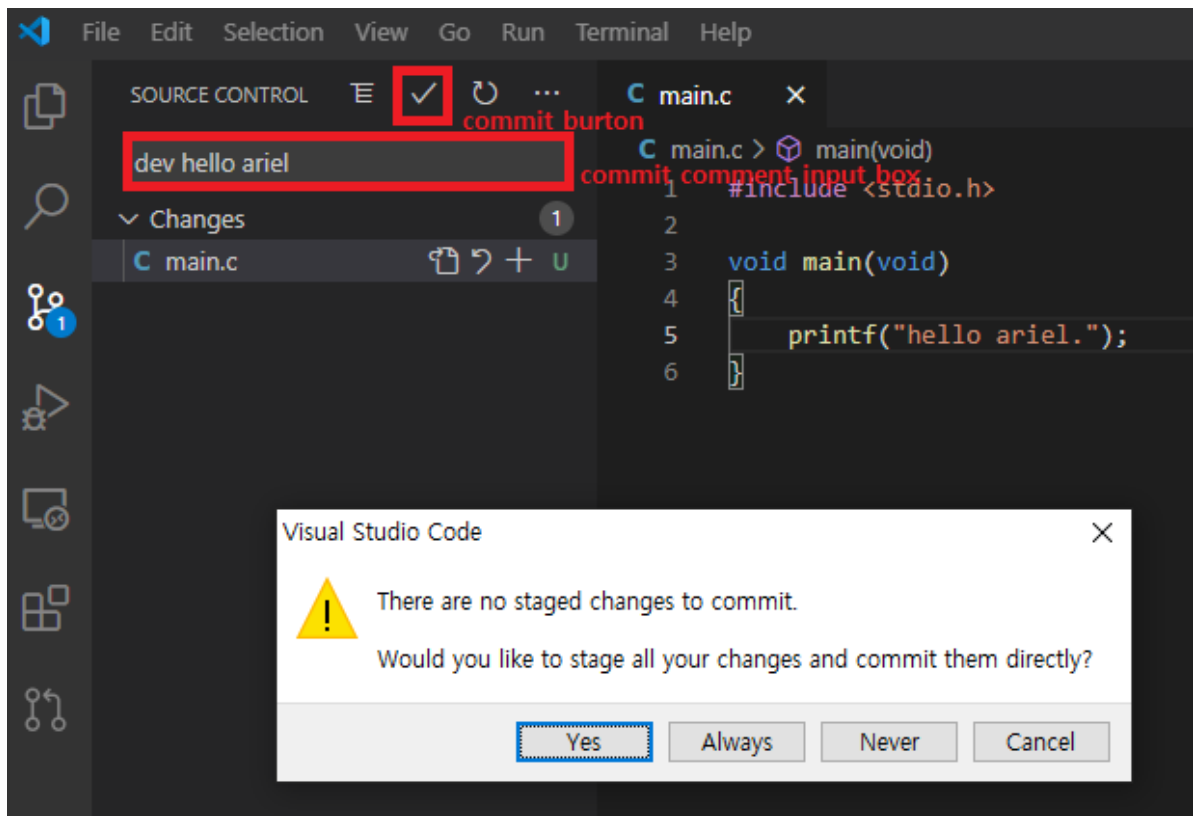 File Edit Selection View Go Run Terminal Help
SOURCE CONTROL
commit burton
dev hello ariel
commit comment input box
Changes 1
C main.c U
1
C main.c
C main.c > main(void)
1 #include <stdio.h>
2
3 void main(void)
4 {
5 printf("hello ariel.");
6 }
Visual Studio Code
There are no staged changes to commit.
Would you like to stage all your changes and commit them directly?
Yes Always Never Cancel